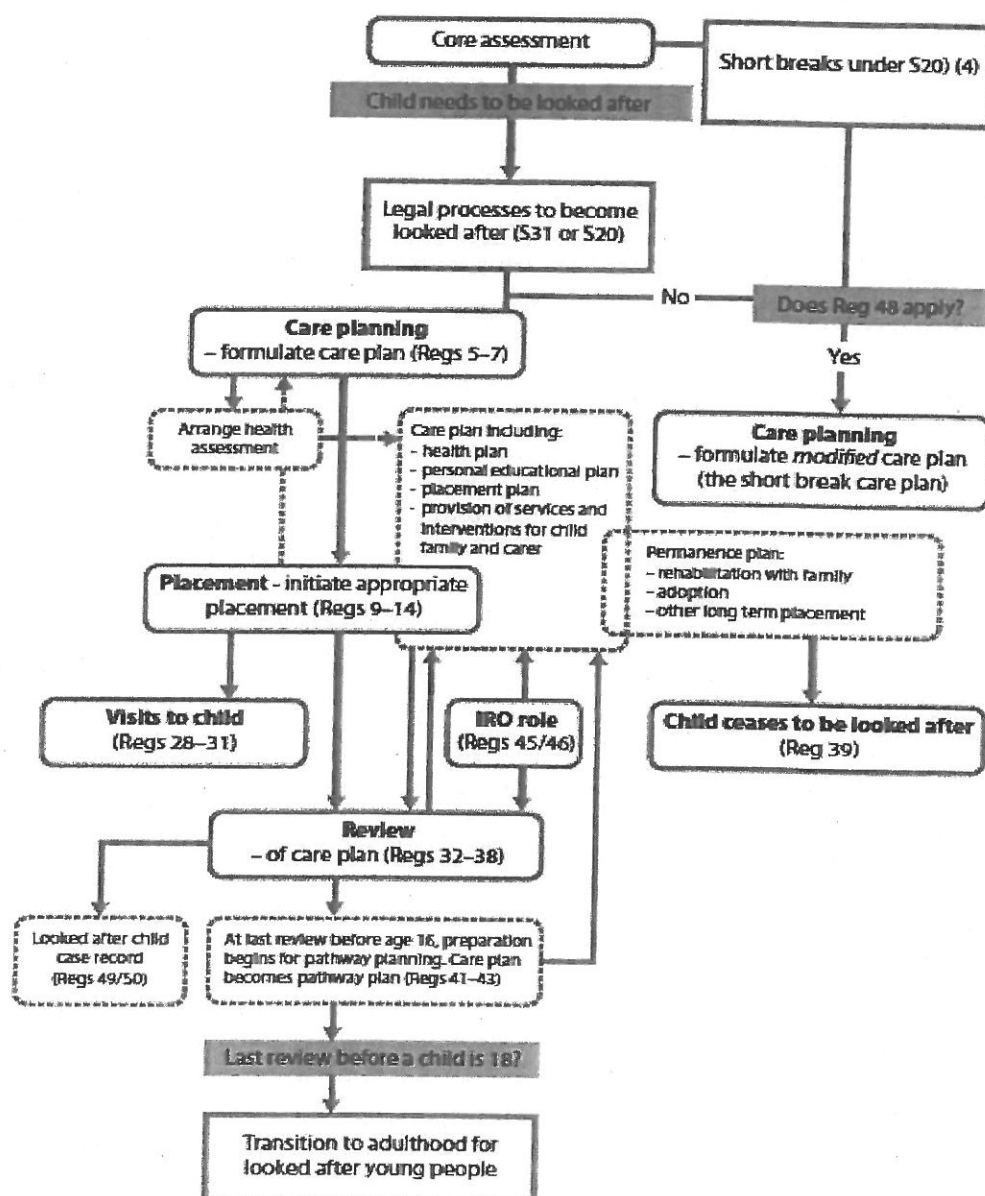 Core assessment
Short breaks under S20) (4)
Child needs to be looked after
Legal processes to become
looked after (S31 or S20)
No
Does Reg 48 apply?
Yes
Care planning
– formulate care plan (Regs 5–7)
Arrange health
assessment
Care plan including:
- health plan
- personal educational plan
- placement plan
- provision of services and
interventions for child
family and carer
Care planning
– formulate modified care plan
(the short break care plan)
Permanence plan:
– rehabilitation with family
– adoption
– other long term placement
Placement - initiate appropriate
placement (Regs 9–14)
Visits to child
(Regs 28–31)
IRO role
(Regs 45/46)
Child ceases to be looked after
(Reg 39)
Review
– of care plan (Regs 32–38)
Looked after child
case record
(Regs 49/50)
At last review before age 16, preparation
begins for pathway planning. Care plan
becomes pathway plan (Regs 41–43)
Last review before a child is 18?
Transition to adulthood for
looked after young people